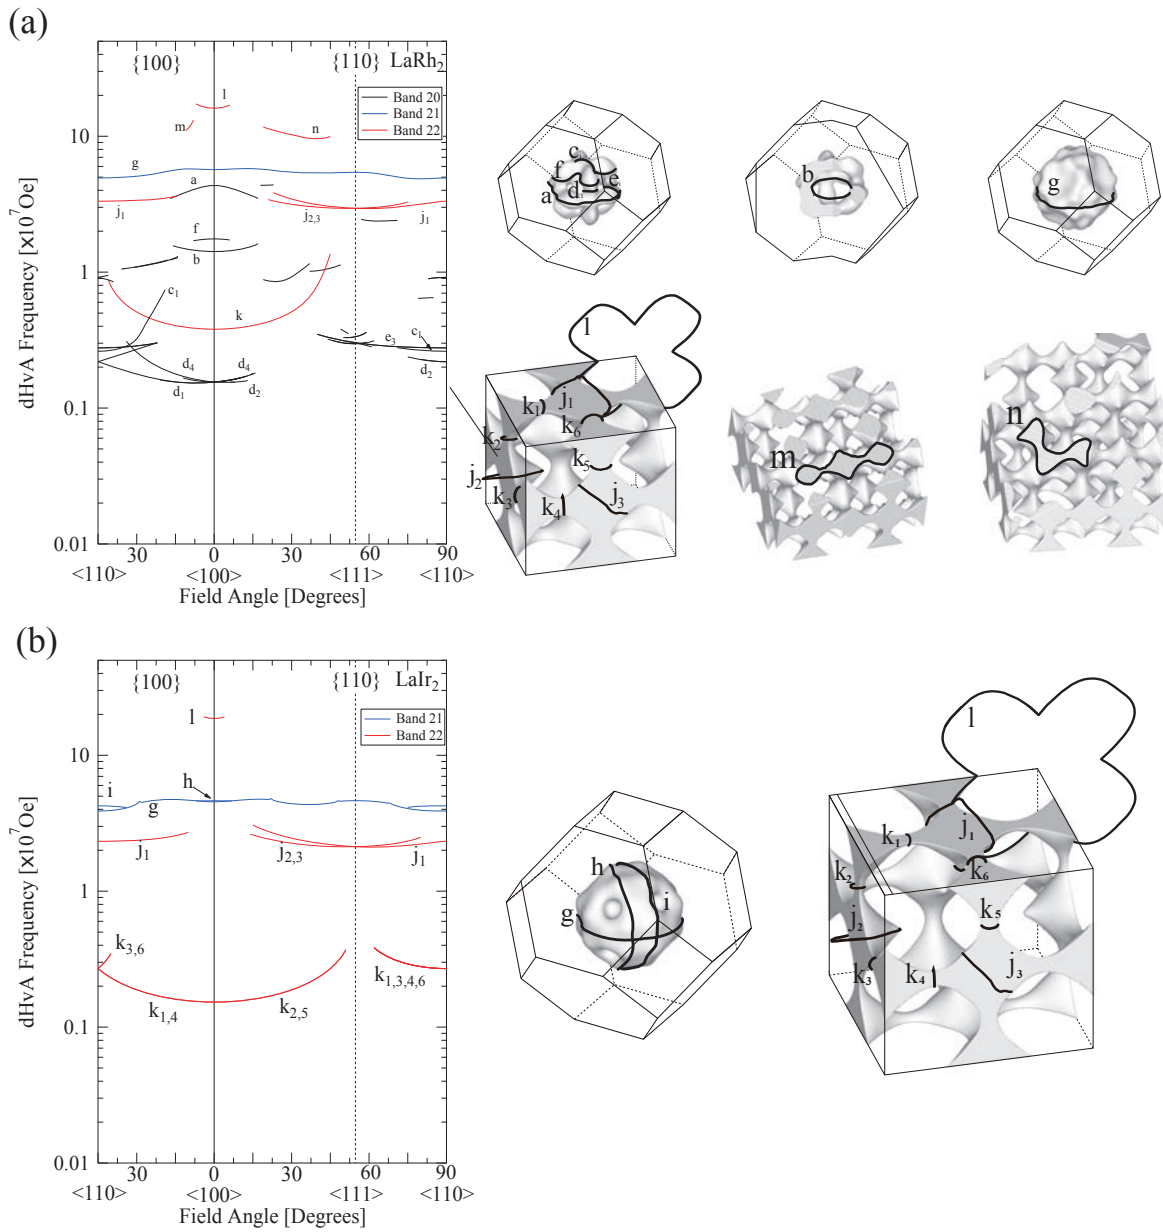 (a)
{100}
{110} LaRh2
Band 20
Band 21
Band 22
l
m
n
g
a
j1
j2,3
j1
f
b
c1
k
c1
e3
d4
d4
d1
d2
d2
10
1
0.1
0.01
dHvA Frequency [x10^7Oe]
30
0
30
60
90
<110>
<100>
<111>
<110>
Field Angle [Degrees]
c
f
d
e
a
b
g
l
k1
j1
k6
k2
k5
j2
k3
k4
j3
m
n
(b)
{100}
{110} LaIr2
Band 21
Band 22
l
h
i
g
j1
j2,3
j1
k3,6
k1,4
k2,5
k1,3,4,6
10
1
0.1
0.01
dHvA Frequency [x10^7Oe]
30
0
30
60
90
<110>
<100>
<111>
<110>
Field Angle [Degrees]
h
g
i
l
k1
j1
k6
k2
k5
j2
k3
k4
j3